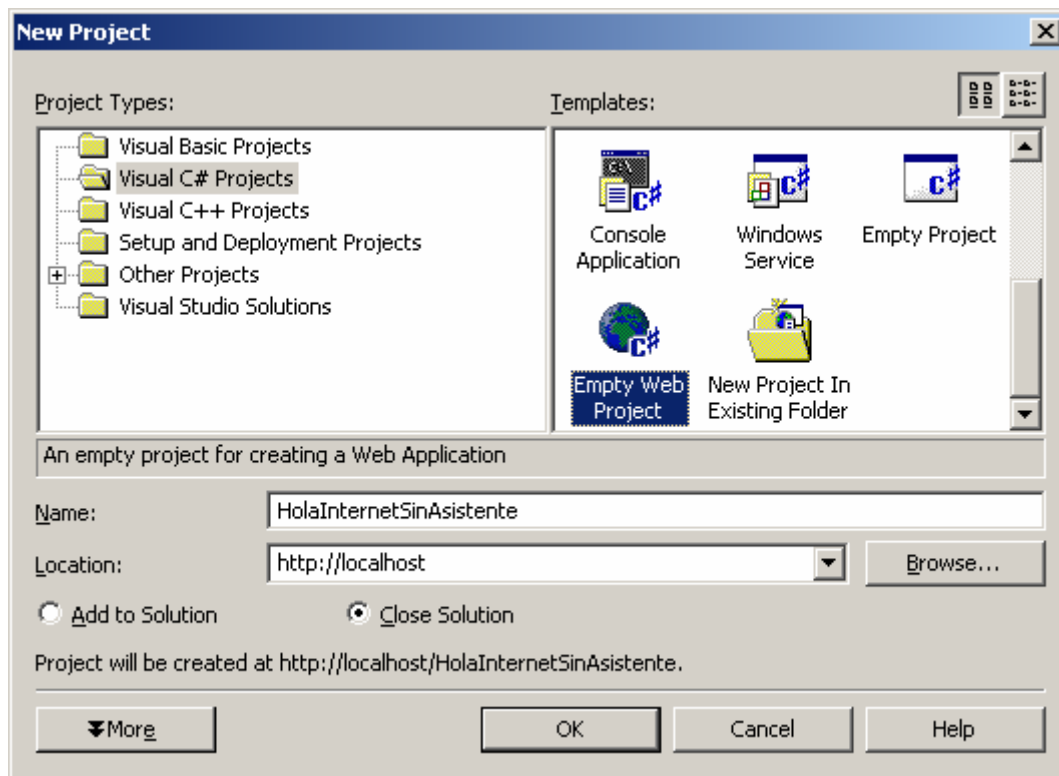 New Project
Project Types:
Templates:
Visual Basic Projects
Visual C# Projects
Visual C++ Projects
Setup and Deployment Projects
Other Projects
Visual Studio Solutions
Console
Application
Windows
Service
Empty Project
Empty Web
Project
New Project In
Existing Folder
An empty project for creating a Web Application
Name:
HolaInternetSinAsistente
Location:
http://localhost
Browse...
Add to Solution
Close Solution
Project will be created at http://localhost/HolaInternetSinAsistente.
More
OK
Cancel
Help